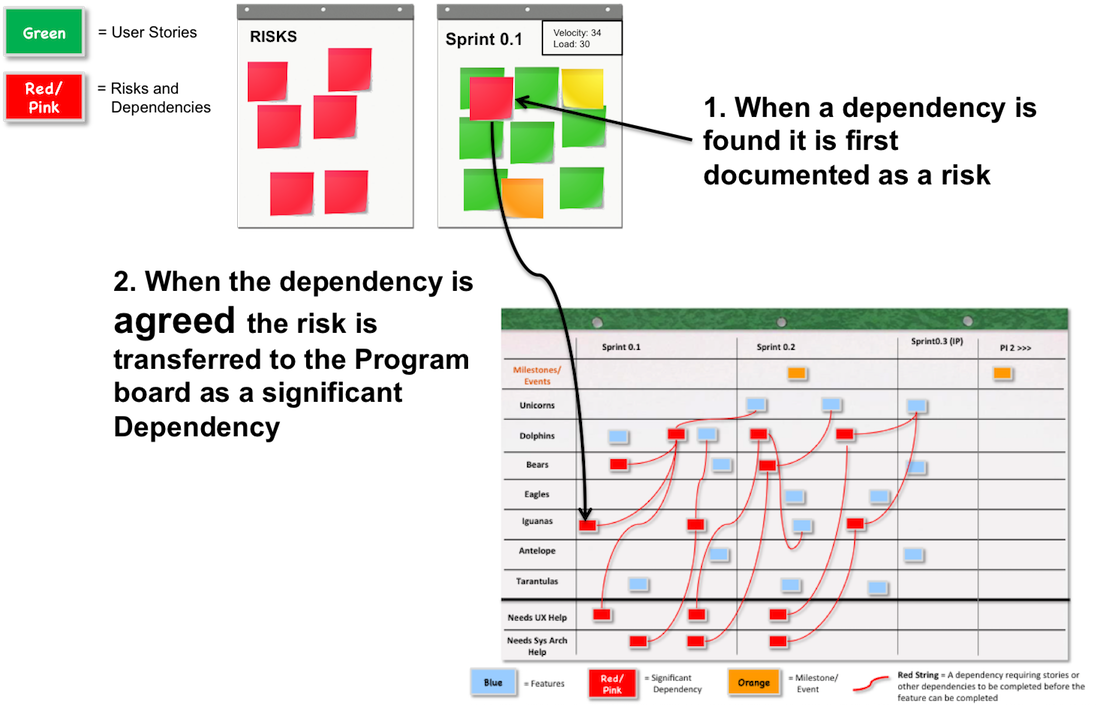 Green
= User Stories
Red/
Pink
= Risks and
Dependencies
RISKS
Sprint 0.1
Velocity: 34
Load: 30
1. When a dependency is
found it is first
documented as a risk
2. When the dependency is
agreed the risk is
transferred to the Program
board as a significant
Dependency
Sprint 0.1
Sprint 0.2
Sprint0.3 (IP)
PI 2 >>>
Milestones/
Events
Unicorns
Dolphins
Bears
Eagles
Iguanas
Antelope
Tarantulas
Needs UX Help
Needs Sys Arch
Help
Blue
= Features
Red/
Pink
= Significant
Dependency
Orange
= Milestone/
Event
Red String = A dependency requiring stories or
other dependencies to be completed before the
feature can be completed